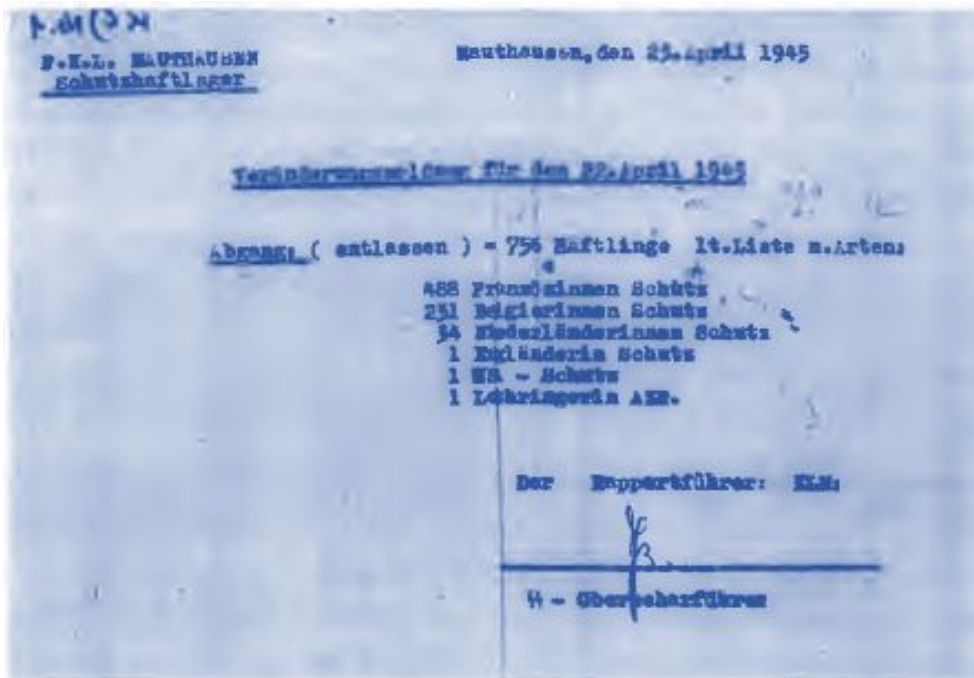 F.K.L. MAUTHAUSEN
Schutzhaftlager
Mauthausen,den 23.April 1945
Veränderungsmeldung für den 22.April 1945
Abgang: ( entlassen ) = 756 Häftlinge lt.Liste n.Arten:
488 Französinnen Schutz
231 Belgierinnen Schutz
34 Niederländerinnen Schutz
1 Engländerin Schutz
1 - Schutz
1 Lothringerin
Der Rapportführer: KLM:
- Oberscharführer